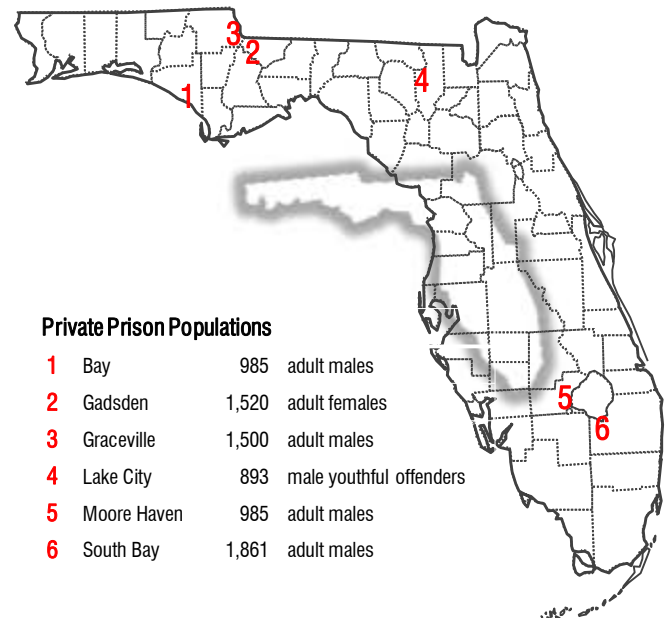 3
2
4
1
Private Prison Populations
1 Bay 985 adult males
2 Gadsden 1,520 adult females
3 Graceville 1,500 adult males
4 Lake City 893 male youthful offenders
5 Moore Haven 985 adult males
6 South Bay 1,861 adult males
5
6